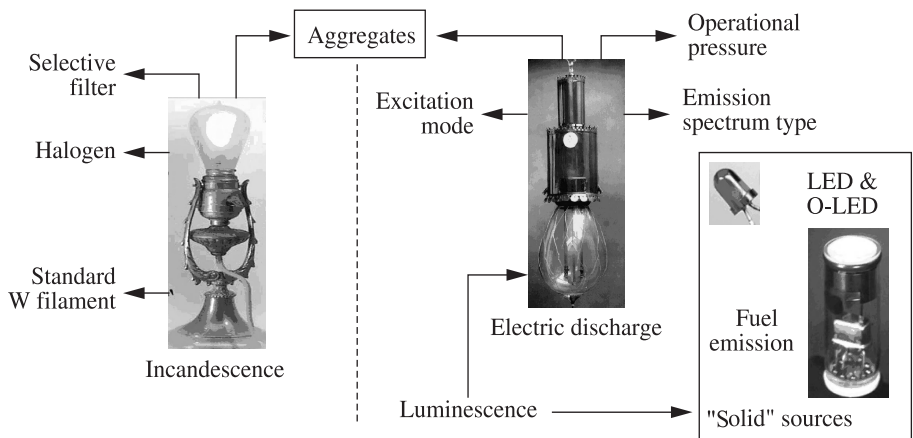 Aggregates
Selective
filter
Halogen
Standard
W filament
Incandescence
Operational
pressure
Excitation
mode
Emission
spectrum type
Electric discharge
Luminescence
LED &
O-LED
Fuel
emission
"Solid" sources